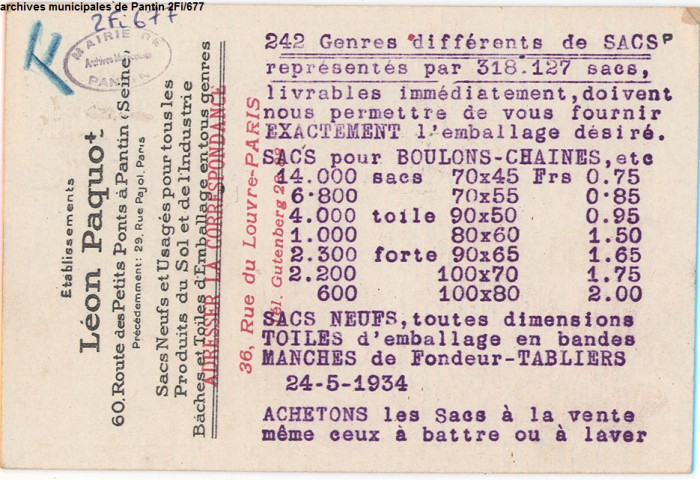 archives municipales de Pantin 2Fi/677
2Fi677
MAIRIE DE
Archives Municipales
PANTIN
Etablissements
Léon Paquot
60. Route des Petits Ponts à Pantin (Seine)
Précédemment: 29, Rue Pajol, Paris
Sacs Neufs et Usagés pour tous les
Produits du Sol et de l'Industrie
Bâches et Toiles d'Emballage en tous genres
ADRESSER LA CORRESPONDANCE
36, Rue du Louvre-PARIS
Tél. Gutenberg
242 Genres différents de SACS
représentés par 318.127 sacs,
livrables immédiatement, doivent
nous permettre de vous fournir
EXACTEMENT l'emballage désiré.
SACS pour BOULONS-CHAINES, etc
14.000 sacs 70x45 Frs 0.75
6.800 70x55 0.85
4.000 toile 90x50 0.95
1.000 80x60 1.50
2.300 forte 90x65 1.65
2.200 100x70 1.75
600 100x80 2.00
SACS NEUFS, toutes dimensions
TOILES d'emballage en bandes
MANCHES de Fondeur-TABLIERS
24-5-1934
ACHETONS les Sacs à la vente
même ceux à battre ou à laver